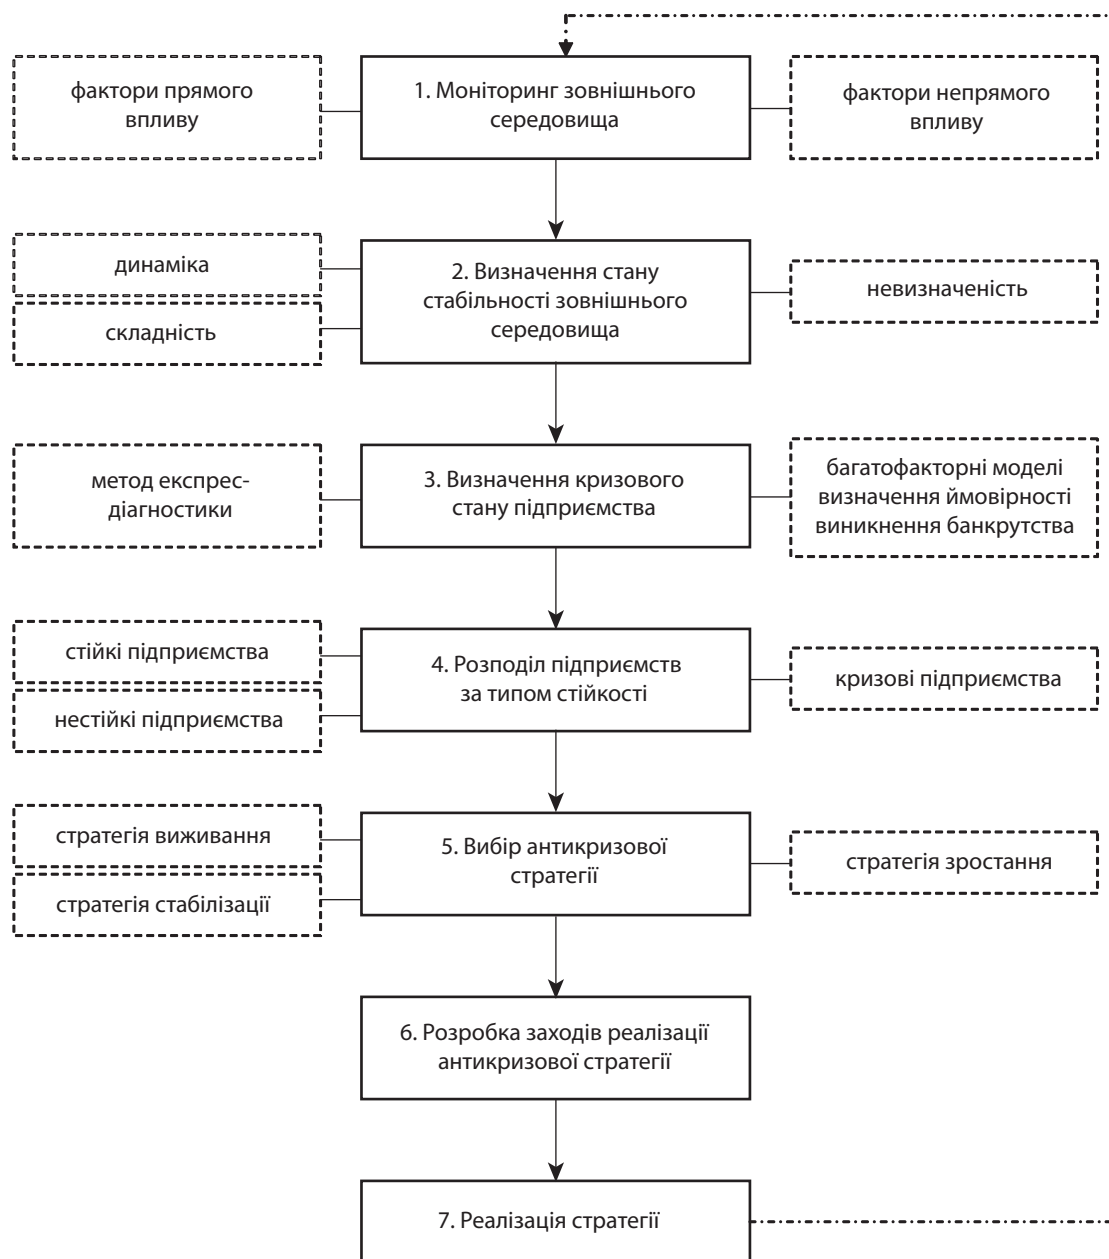 фактори прямого
впливу
1. Моніторинг зовнішнього
середовища
фактори непрямого
впливу
динаміка
складність
2. Визначення стану
стабільності зовнішнього
середовища
невизначеність
метод експрес-
діагностики
3. Визначення кризового
стану підприємства
багатофакторні моделі
визначення ймовірності
виникнення банкрутства
стійкі підприємства
нестійкі підприємства
4. Розподіл підприємств
за типом стійкості
кризові підприємства
стратегія виживання
стратегія стабілізації
5. Вибір антикризової
стратегії
стратегія зростання
6. Розробка заходів реалізації
антикризової стратегії
7. Реалізація стратегії